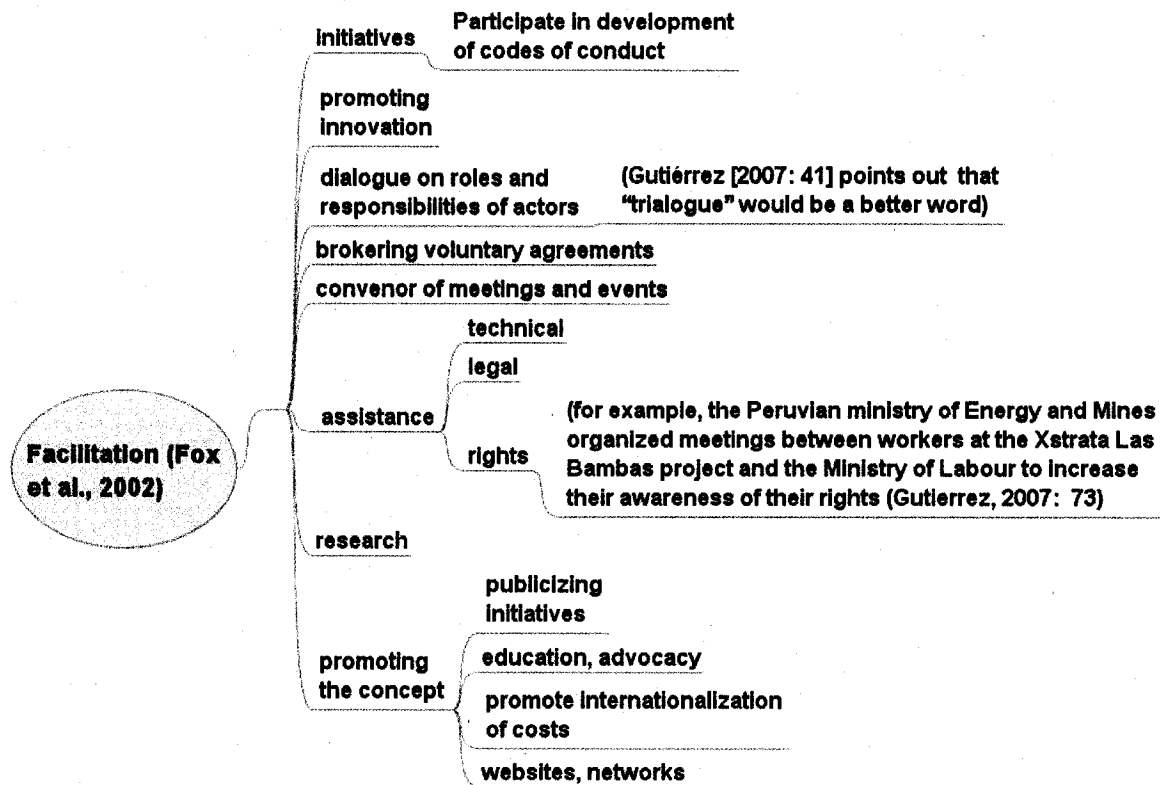 initiatives
Participate in development
of codes of conduct
promoting
innovation
dialogue on roles and
responsibilities of actors
(Gutiérrez [2007: 41] points out that
"trialogue" would be a better word)
brokering voluntary agreements
convenor of meetings and events
assistance
technical
legal
rights
(for example, the Peruvian ministry of Energy and Mines
organized meetings between workers at the Xstrata Las
Bambas project and the Ministry of Labour to increase
their awareness of their rights (Gutierrez, 2007: 73)
Facilitation (Fox
et al., 2002)
research
promoting
the concept
publicizing
initiatives
education, advocacy
promote internationalization
of costs
websites, networks